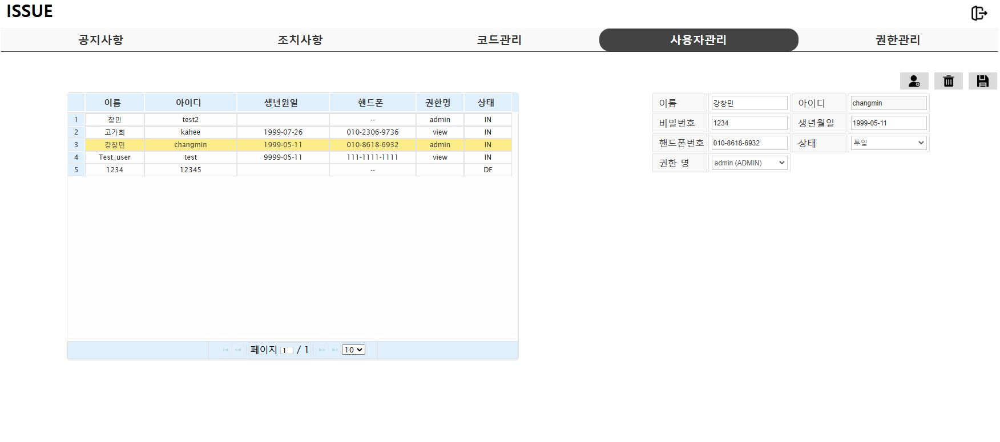 ISSUE
공지사항 조치사항 코드관리 사용자관리 권한관리
이름 아이디 생년원일 핸드폰 권한명 상태
1 창민 test2 -- admin IN
2 고가희 kahee 1999-07-26 010-2306-9736 view IN
3 강창민 changmin 1999-05-11 010-8618-6932 admin IN
4 Test_user test 9999-05-11 111-1111-1111 view IN
5 1234 12345 -- DF
페이지 1 / 1 10
이름 강창민 아이디 changmin
비밀번호 1234 생년월일 1999-05-11
핸드폰번호 010-8618-6932 상태 투입
권한 명 admin (ADMIN)